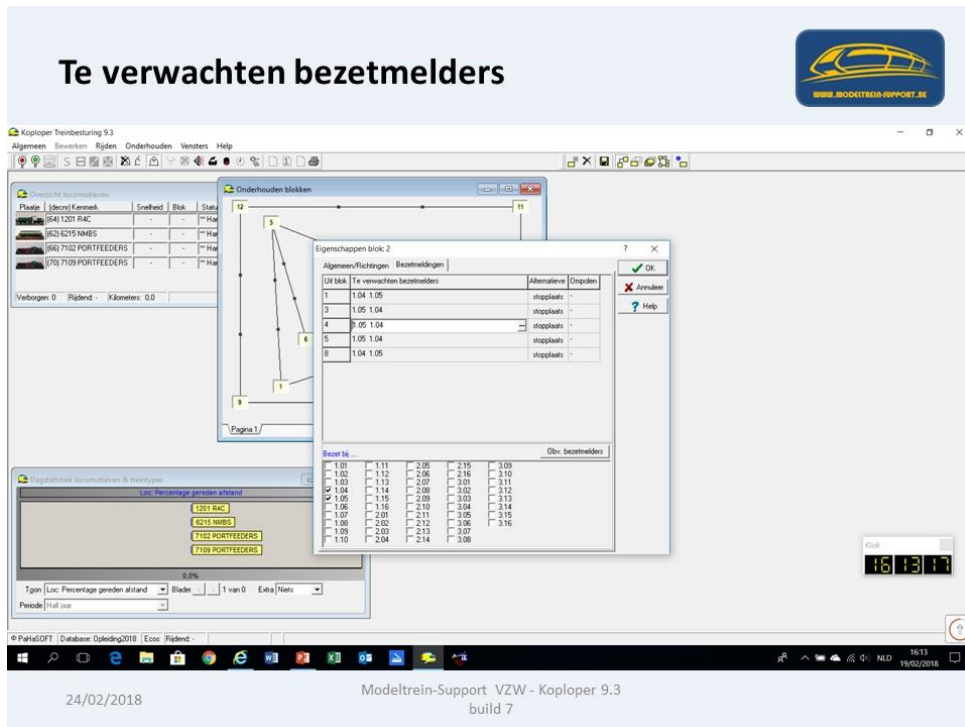 Te verwachten bezetmelders
WWW.MODELTREIN-SUPPORT.BE
Koploper Treinbesturing 9.3
Algemeen Bewerken Rijden Onderhouden Vensters Help
Overzicht locomotieven
Plaatje [decnr] Kenmerk Snelheid Blok Statu
(64) 1201 R4C - - ** Har
(62) 6215 NMBS - - ** Har
(66) 7102 PORTFEEDERS - - ** Har
(70) 7109 PORTFEEDERS - - ** Har
Verborgen: 0 Rijdend: - Kilometers: 0,0
Onderhouden blokken
12 11
5
6
1
9
Pagina 1
Eigenschappen blok: 2
Algemeen/Richtingen Bezetmeldingen
Uit blok Te verwachten bezetmelders Alternatieve Ompolen
1 1.04 1.05 stopplaats -
3 1.05 1.04 stopplaats -
4 1.05 1.04 stopplaats -
5 1.05 1.04 stopplaats -
8 1.04 1.05 stopplaats -
OK
Annuleer
Help
Bezet bij ....
Obv. bezetmelders
1.01 1.11 2.05 2.15 3.09
1.02 1.12 2.06 2.16 3.10
1.03 1.13 2.07 3.01 3.11
1.04 1.14 2.08 3.02 3.12
1.05 1.15 2.09 3.03 3.13
1.06 1.16 2.10 3.04 3.14
1.07 2.01 2.11 3.05 3.15
1.08 2.02 2.12 3.06 3.16
1.09 2.03 2.13 3.07
1.10 2.04 2.14 3.08
Dagstatistiek locomotieven & treintypes
Loc: Percentage gereden afstand
1201 R4C
6215 NMBS
7102 PORTFEEDERS
7109 PORTFEEDERS
0,0%
Toon Loc: Percentage gereden afstand Blader 1 van 0 Extra Niets
Periode Half jaar
Klok
16 13 17
© PaHaSOFT Database: Opleiding2018 Ecos Rijdend: -
NLD
16:13
19/02/2018
24/02/2018
Modeltrein-Support VZW - Koploper 9.3
build 7